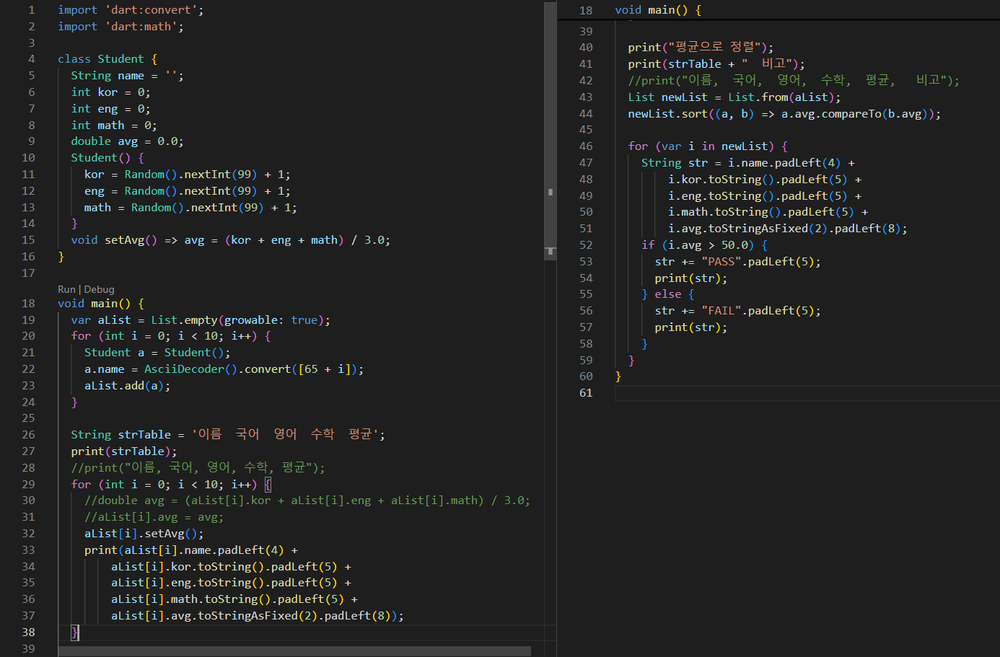 1 import 'dart:convert';
2 import 'dart:math';
3
4 class Student {
5 String name = '';
6 int kor = 0;
7 int eng = 0;
8 int math = 0;
9 double avg = 0.0;
10 Student() {
11 kor = Random().nextInt(99) + 1;
12 eng = Random().nextInt(99) + 1;
13 math = Random().nextInt(99) + 1;
14 }
15 void setAvg() => avg = (kor + eng + math) / 3.0;
16 }
17
Run | Debug
18 void main() {
19 var aList = List.empty(growable: true);
20 for (int i = 0; i < 10; i++) {
21 Student a = Student();
22 a.name = AsciiDecoder().convert([65 + i]);
23 aList.add(a);
24 }
25
26 String strTable = '이름  국어  영어  수학  평균';
27 print(strTable);
28 //print("이름, 국어, 영어, 수학, 평균");
29 for (int i = 0; i < 10; i++) {
30 //double avg = (aList[i].kor + aList[i].eng + aList[i].math) / 3.0;
31 //aList[i].avg = avg;
32 aList[i].setAvg();
33 print(aList[i].name.padLeft(4) +
34 aList[i].kor.toString().padLeft(5) +
35 aList[i].eng.toString().padLeft(5) +
36 aList[i].math.toString().padLeft(5) +
37 aList[i].avg.toStringAsFixed(2).padLeft(8));
38 }
39
18 void main() {
39
40 print("평균으로 정렬");
41 print(strTable + "  비고");
42 //print("이름,  국어,  영어,  수학,  평균,   비고");
43 List newList = List.from(aList);
44 newList.sort((a, b) => a.avg.compareTo(b.avg));
45
46 for (var i in newList) {
47 String str = i.name.padLeft(4) +
48 i.kor.toString().padLeft(5) +
49 i.eng.toString().padLeft(5) +
50 i.math.toString().padLeft(5) +
51 i.avg.toStringAsFixed(2).padLeft(8);
52 if (i.avg > 50.0) {
53 str += "PASS".padLeft(5);
54 print(str);
55 } else {
56 str += "FAIL".padLeft(5);
57 print(str);
58 }
59 }
60 }
61